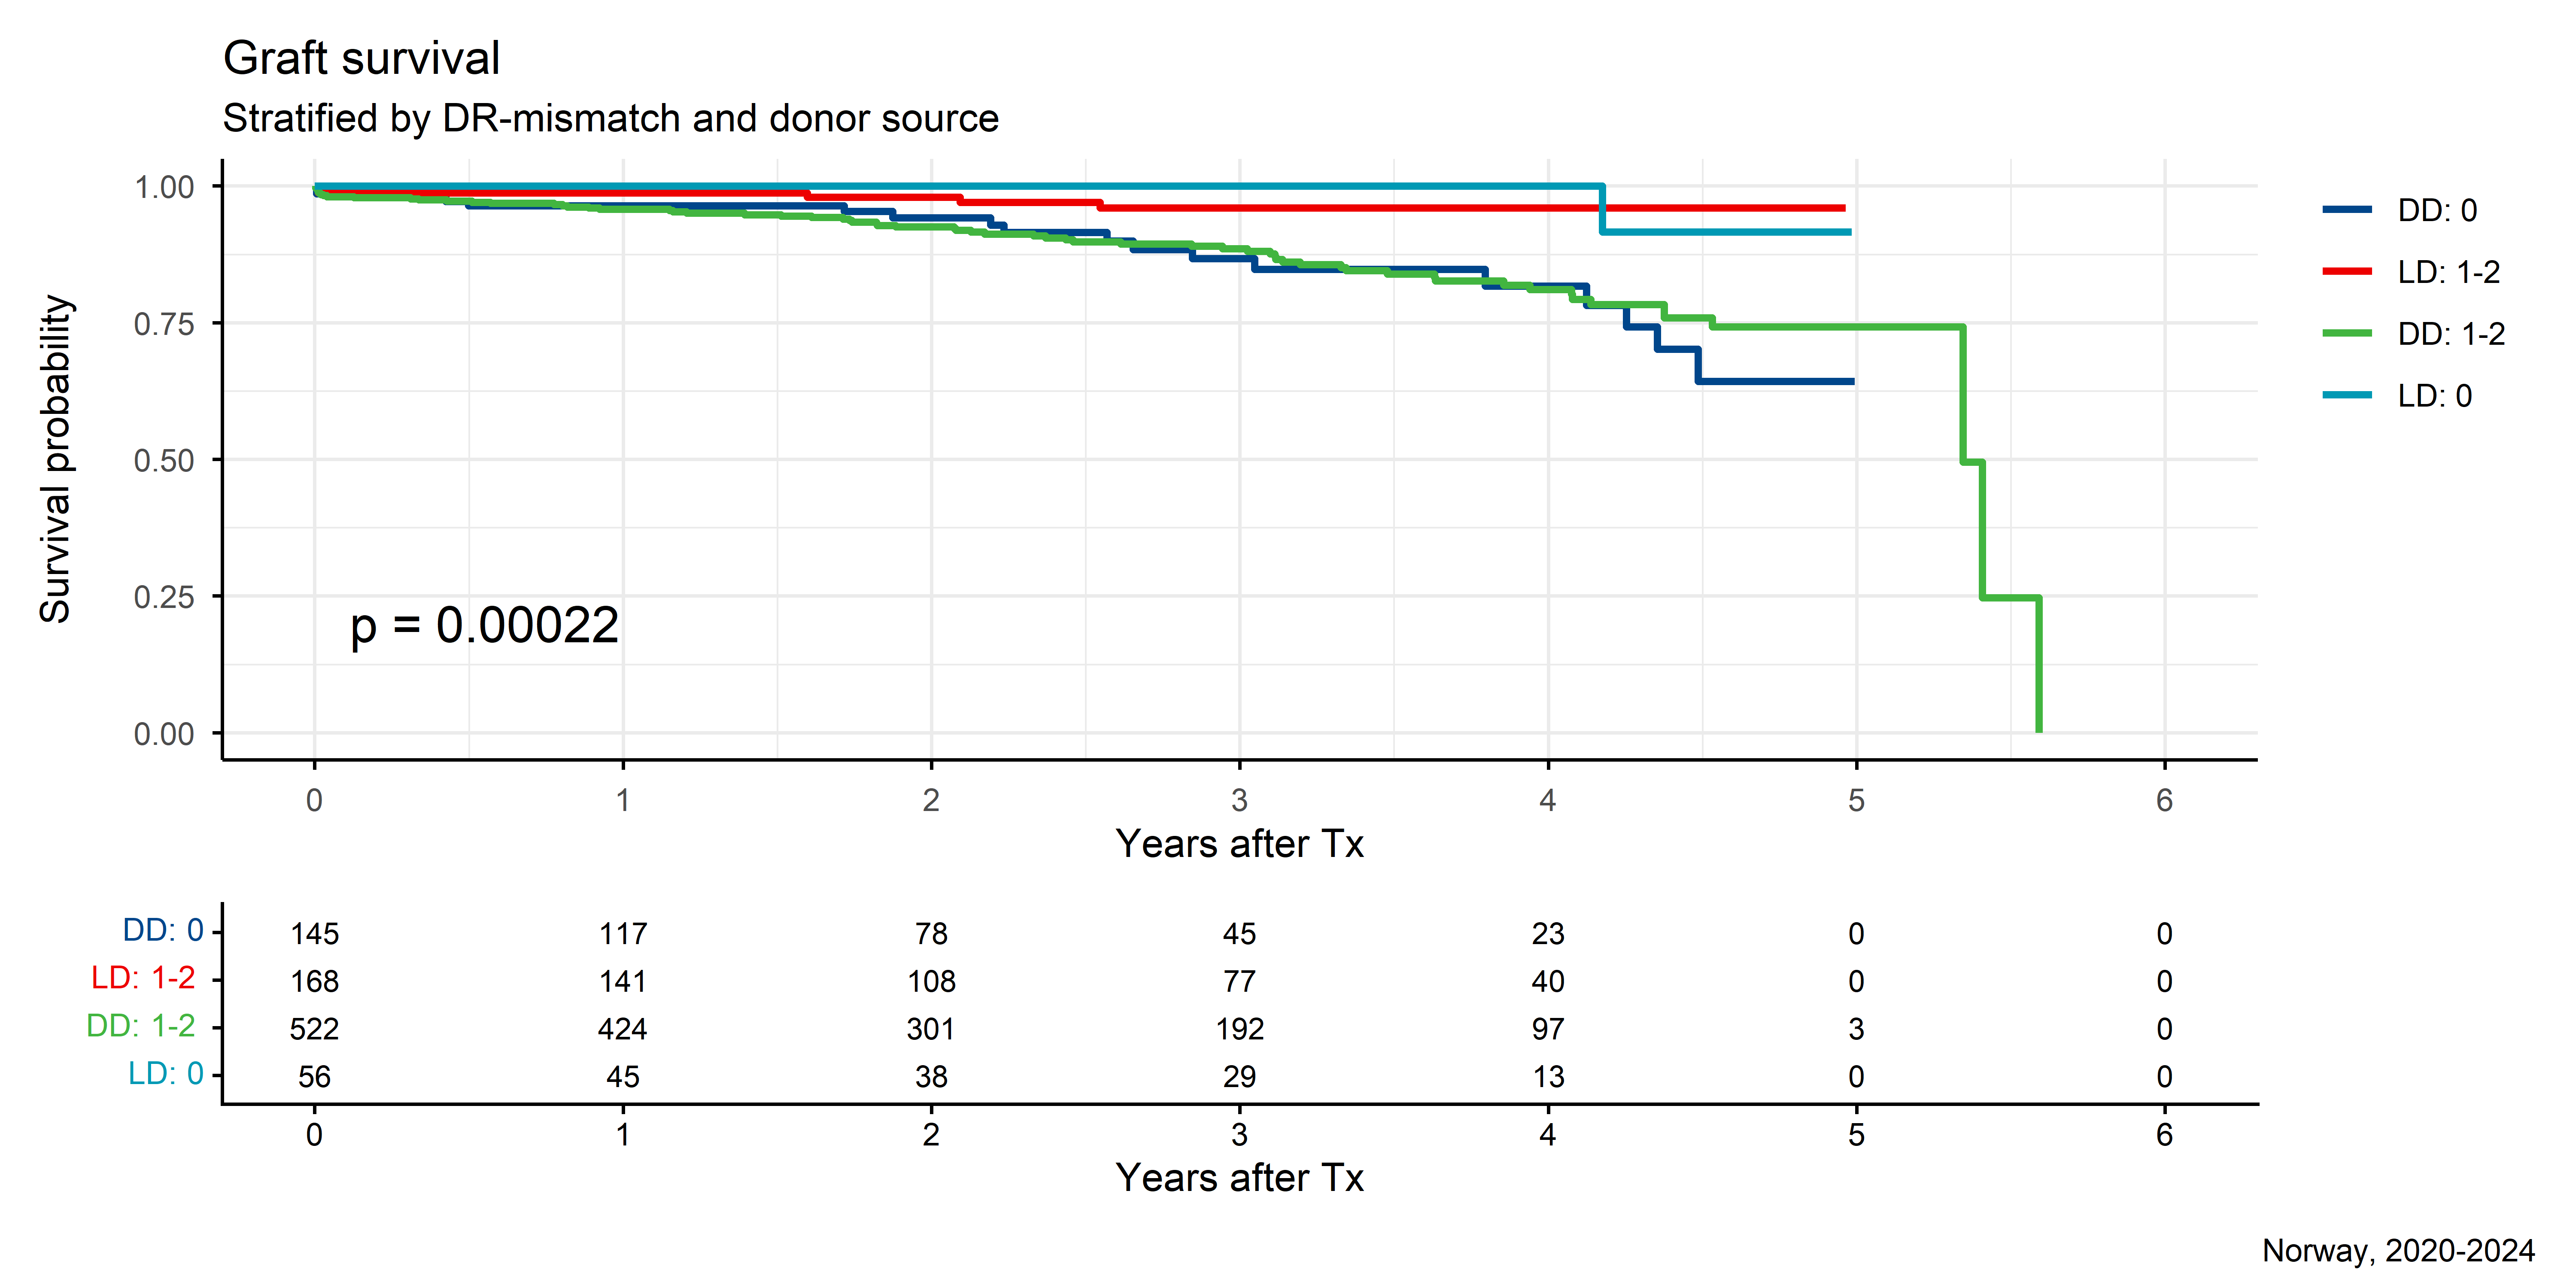 Graft survival
Stratified by DR-mismatch and donor source
Survival probability
1.00
0.75
0.50
0.25
0.00
p = 0.00022
0 1 2 3 4 5 6
Years after Tx
DD: 0
LD: 1-2
DD: 1-2
LD: 0
DD: 0 145 117 78 45 23 0 0
LD: 1-2 168 141 108 77 40 0 0
DD: 1-2 522 424 301 192 97 3 0
LD: 0 56 45 38 29 13 0 0
0 1 2 3 4 5 6
Years after Tx
Norway, 2020-2024